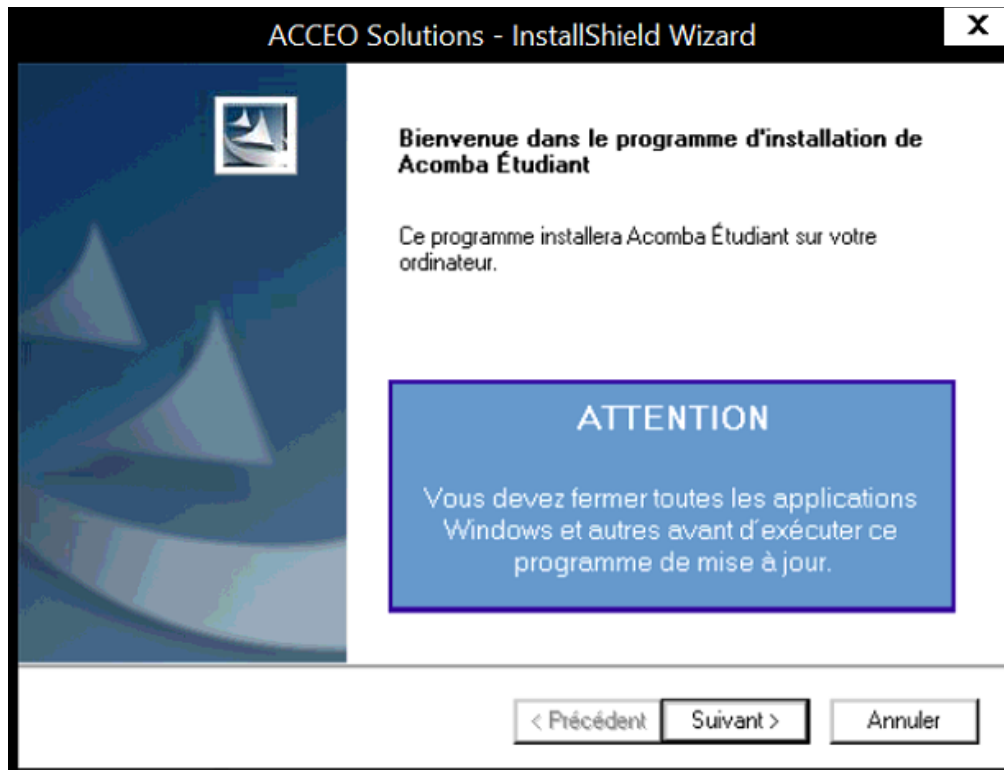 ACCEO Solutions - InstallShield Wizard
X
Bienvenue dans le programme d'installation de
Acomba Étudiant
Ce programme installera Acomba Étudiant sur votre
ordinateur.
ATTENTION
Vous devez fermer toutes les applications
Windows et autres avant d'exécuter ce
programme de mise à jour.
< Précédent
Suivant >
Annuler